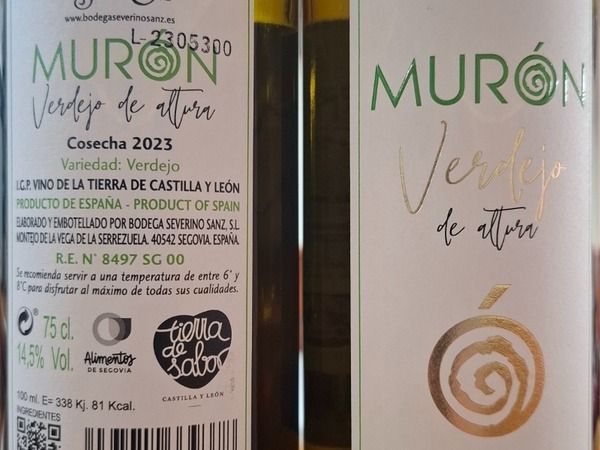 www.bodegaseverinosanz.es
L-2305300
MURÓN
Verdejo de altura
Cosecha 2023
Variedad: Verdejo
I.G.P. VINO DE LA TIERRA DE CASTILLA Y LEÓN
PRODUCTO DE ESPAÑA - PRODUCT OF SPAIN
ELABORADO Y EMBOTELLADO POR BODEGA SEVERINO SANZ, S.L.
MONTEJO DE LA VEGA DE LA SERREZUELA. 40542 SEGOVIA. ESPAÑA.
R.E. N° 8497 SG 00
Se recomienda servir a una temperatura de entre 6° y
8°C para disfrutar al máximo de todas sus cualidades.
75 cl.
14,5% Vol.
Alimentos
DE SEGOVIA
tierra
de
sabor
CASTILLA Y LEÓN
100 ml. E= 338 Kj. 81 Kcal.
INGREDIENTES
MURÓN
Verdejo
de altura